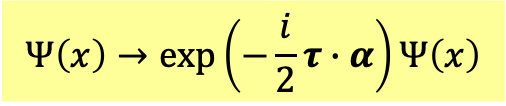 Ψ(x) → exp(−i/2 𝝉 · 𝜶) Ψ(x)